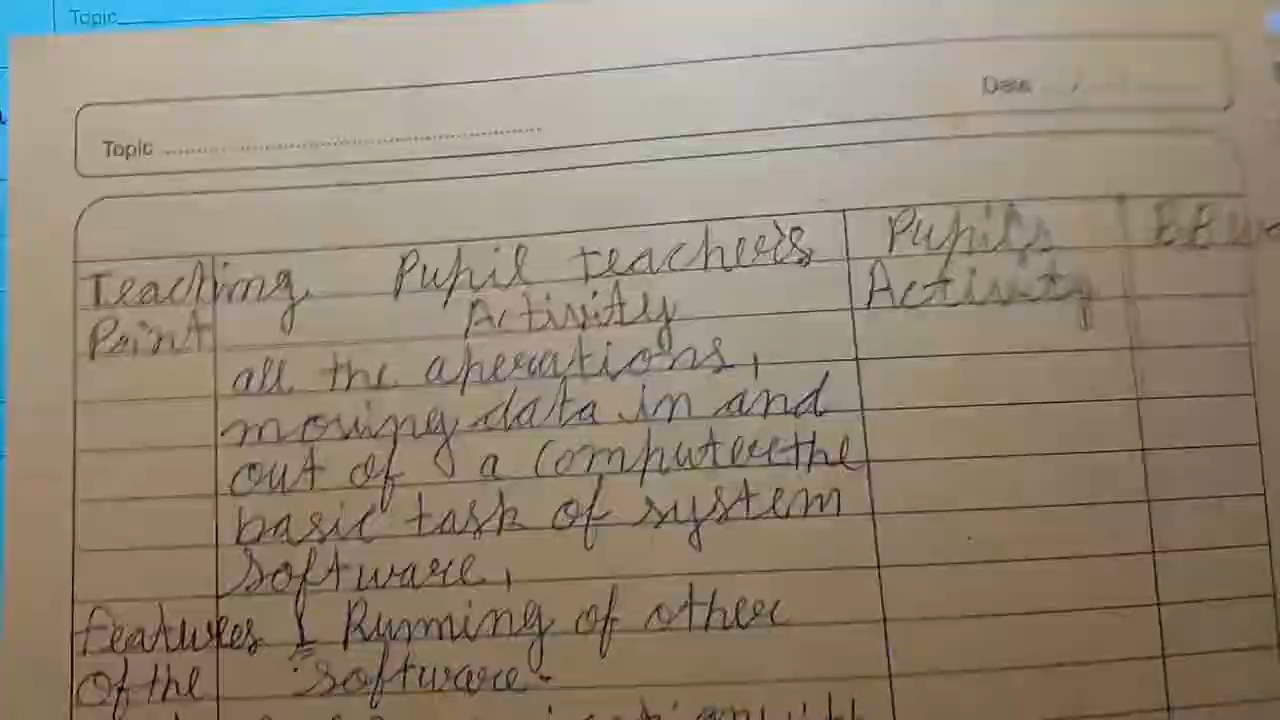 Topic
Date
Topic
Teaching Pupil teacher's Pupil's
Point Activity Activity
all the operations,
moving data in and
out of a computer the
basic task of system
software,
features 1 Running of other
of the software.